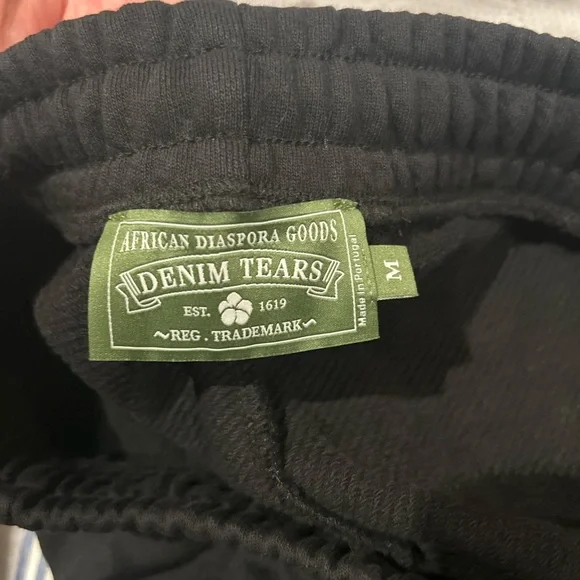 AFRICAN DIASPORA GOODS
DENIM TEARS
EST. 1619
~REG. TRADEMARK~
Made in Portugal
M